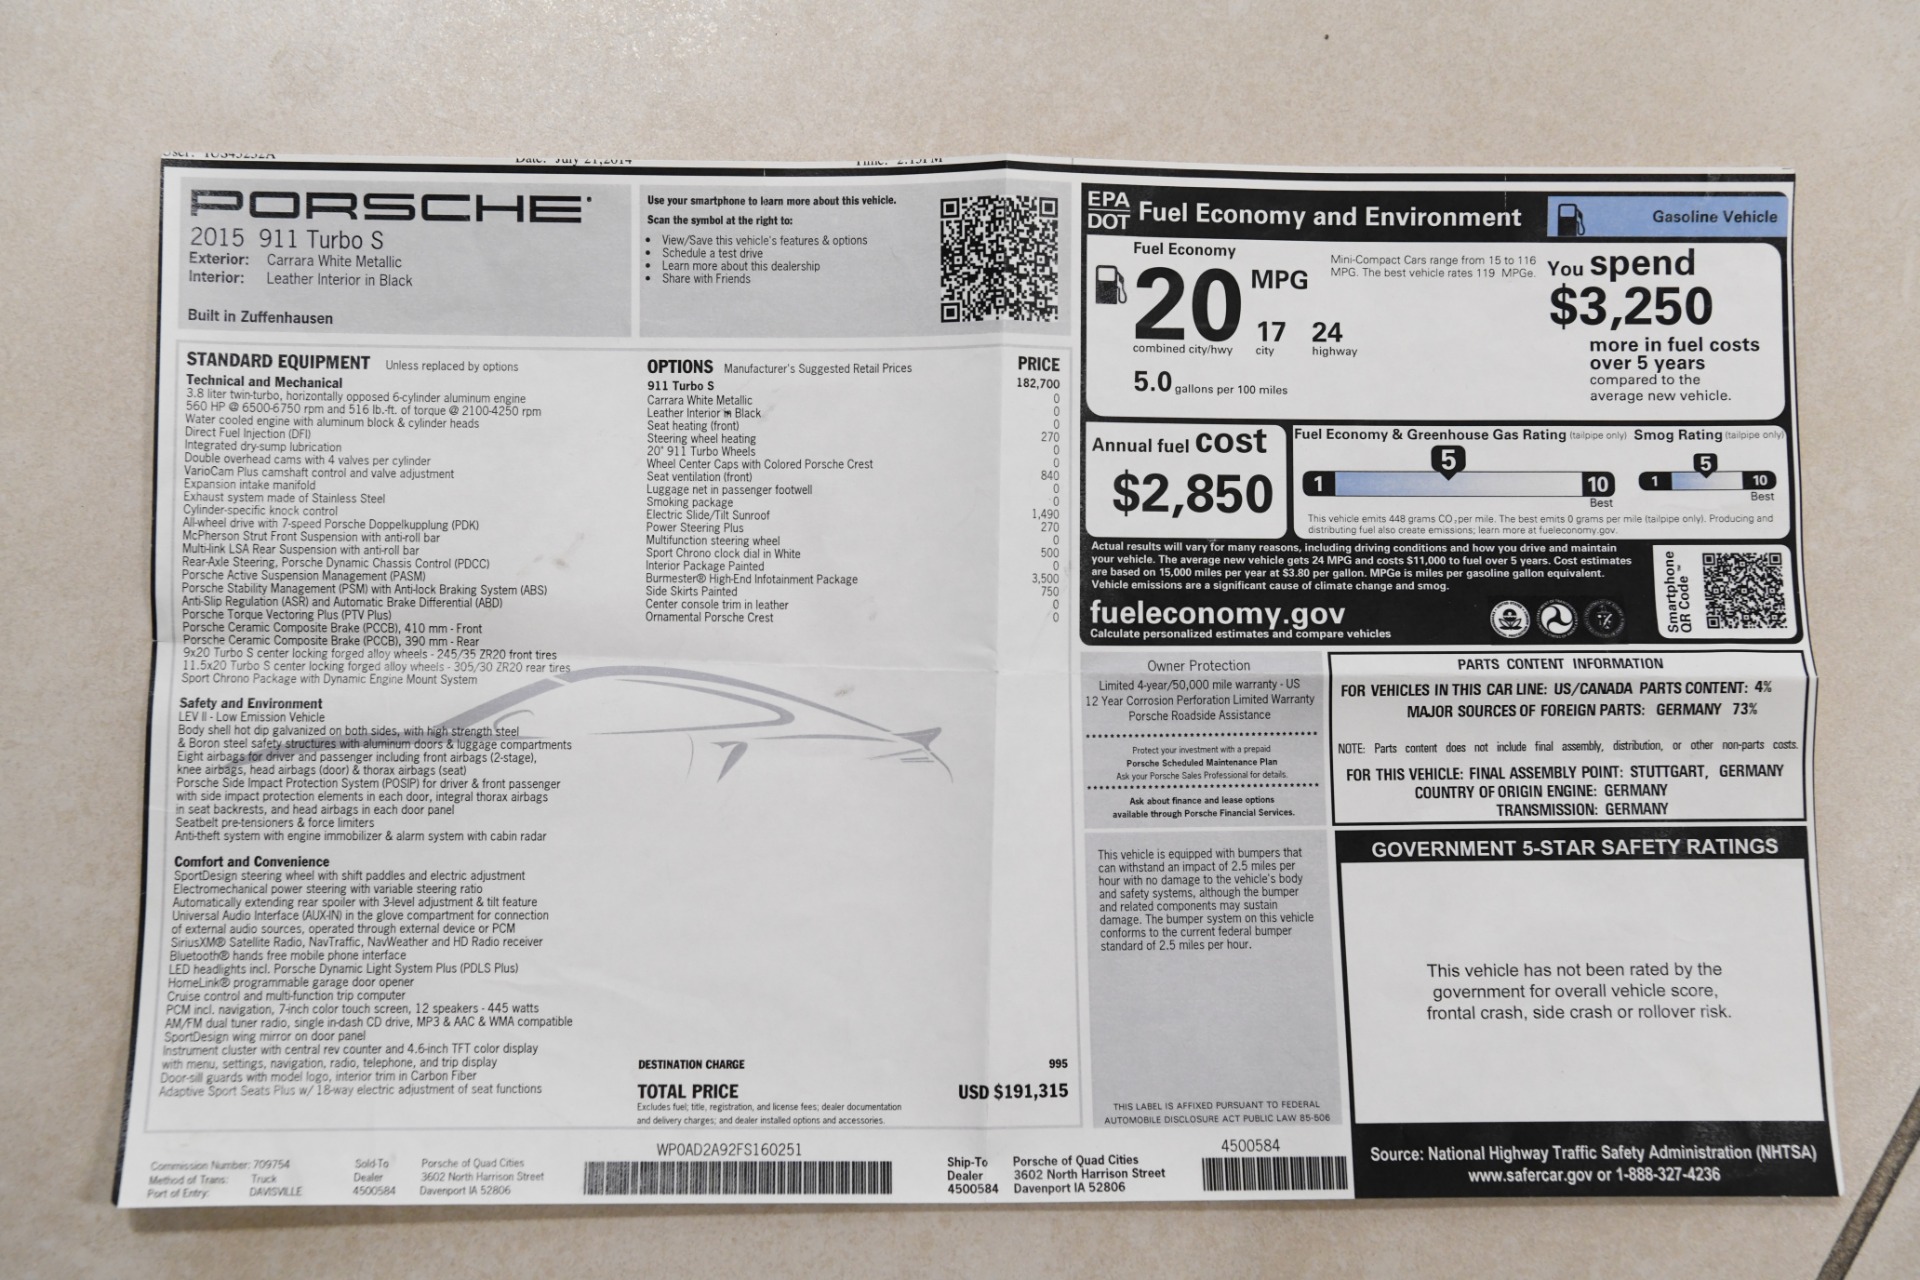 PORSCHE
2015 911 Turbo S
Exterior: Carrara White Metallic
Interior: Leather Interior in Black
Built in Zuffenhausen
Use your smartphone to learn more about this vehicle.
Scan the symbol at the right to:
• View/Save this vehicle's features & options
• Schedule a test drive
• Learn more about this dealership
• Share with Friends
STANDARD EQUIPMENT Unless replaced by options
Technical and Mechanical
3.8 liter twin-turbo, horizontally opposed 6-cylinder aluminum engine
560 HP @ 6500-6750 rpm and 516 lb.-ft. of torque @ 2100-4250 rpm
Water cooled engine with aluminum block & cylinder heads
Direct Fuel Injection (DFI)
Integrated dry-sump lubrication
Double overhead cams with 4 valves per cylinder
VarioCam Plus camshaft control and valve adjustment
Expansion intake manifold
Exhaust system made of Stainless Steel
Cylinder-specific knock control
All-wheel drive with 7-speed Porsche Doppelkupplung (PDK)
McPherson Strut Front Suspension with anti-roll bar
Multi-link LSA Rear Suspension with anti-roll bar
Rear-Axle Steering, Porsche Dynamic Chassis Control (PDCC)
Porsche Active Suspension Management (PASM)
Porsche Stability Management (PSM) with Anti-lock Braking System (ABS)
Anti-Slip Regulation (ASR) and Automatic Brake Differential (ABD)
Porsche Torque Vectoring Plus (PTV Plus)
Porsche Ceramic Composite Brake (PCCB), 410 mm - Front
Porsche Ceramic Composite Brake (PCCB), 390 mm - Rear
9x20 Turbo S center locking forged alloy wheels - 245/35 ZR20 front tires
11.5x20 Turbo S center locking forged alloy wheels - 305/30 ZR20 rear tires
Sport Chrono Package with Dynamic Engine Mount System
Safety and Environment
LEV II - Low Emission Vehicle
Body shell hot dip galvanized on both sides, with high strength steel
& Boron steel safety structures with aluminum doors & luggage compartments
Eight airbags for driver and passenger including front airbags (2-stage),
knee airbags, head airbags (door) & thorax airbags (seat)
Porsche Side Impact Protection System (POSIP) for driver & front passenger
with side impact protection elements in each door, integral thorax airbags
in seat backrests, and head airbags in each door panel
Seatbelt pre-tensioners & force limiters
Anti-theft system with engine immobilizer & alarm system with cabin radar
Comfort and Convenience
SportDesign steering wheel with shift paddles and electric adjustment
Electromechanical power steering with variable steering ratio
Automatically extending rear spoiler with 3-level adjustment & tilt feature
Universal Audio Interface (AUX-IN) in the glove compartment for connection
of external audio sources, operated through external device or PCM
SiriusXM® Satellite Radio, NavTraffic, NavWeather and HD Radio receiver
Bluetooth® hands free mobile phone interface
LED headlights incl. Porsche Dynamic Light System Plus (PDLS Plus)
HomeLink® programmable garage door opener
Cruise control and multi-function trip computer
PCM incl. navigation, 7-inch color touch screen, 12 speakers - 445 watts
AM/FM dual tuner radio, single in-dash CD drive, MP3 & AAC & WMA compatible
SportDesign wing mirror on door panel
Instrument cluster with central rev counter and 4.6-inch TFT color display
with menu, settings, navigation, radio, telephone, and trip display
Door-sill guards with model logo, interior trim in Carbon Fiber
Adaptive Sport Seats Plus w/ 18-way electric adjustment of seat functions
OPTIONS Manufacturer's Suggested Retail Prices PRICE
911 Turbo S 182,700
Carrara White Metallic 0
Leather Interior in Black 0
Seat heating (front) 0
Steering wheel heating 270
20" 911 Turbo Wheels 0
Wheel Center Caps with Colored Porsche Crest 0
Seat ventilation (front) 840
Luggage net in passenger footwell 0
Smoking package 0
Electric Slide/Tilt Sunroof 1,490
Power Steering Plus 270
Multifunction steering wheel 0
Sport Chrono clock dial in White 500
Interior Package Painted 0
Burmester® High-End Infotainment Package 3,500
Side Skirts Painted 750
Center console trim in leather 0
Ornamental Porsche Crest 0
DESTINATION CHARGE 995
TOTAL PRICE USD $191,315
Excludes fuel, title, registration, and license fees; dealer documentation
and delivery charges; and dealer installed options and accessories.
Commission Number: 709754
Method of Trans: Truck
Port of Entry: DAVISVILLE
Sold-To Porsche of Quad Cities
Dealer 3602 North Harrison Street
4500584 Davenport IA 52806
WP0AD2A92FS160251
Ship-To Porsche of Quad Cities
Dealer 3602 North Harrison Street
4500584 Davenport IA 52806
4500584
EPA
DOT
Fuel Economy and Environment
Gasoline Vehicle
Fuel Economy
20 MPG
combined city/hwy
17
city
24
highway
5.0 gallons per 100 miles
Mini-Compact Cars range from 15 to 116
MPG. The best vehicle rates 119 MPGe.
You spend
$3,250
more in fuel costs
over 5 years
compared to the
average new vehicle.
Annual fuel cost
$2,850
Fuel Economy & Greenhouse Gas Rating (tailpipe only)
1 5 10
Best
Smog Rating (tailpipe only)
1 5 10
Best
This vehicle emits 448 grams CO2 per mile. The best emits 0 grams per mile (tailpipe only). Producing and
distributing fuel also create emissions; learn more at fueleconomy.gov.
Actual results will vary for many reasons, including driving conditions and how you drive and maintain
your vehicle. The average new vehicle gets 24 MPG and costs $11,000 to fuel over 5 years. Cost estimates
are based on 15,000 miles per year at $3.80 per gallon. MPGe is miles per gasoline gallon equivalent.
Vehicle emissions are a significant cause of climate change and smog.
fueleconomy.gov
Calculate personalized estimates and compare vehicles
Smartphone
QR Code™
Owner Protection
Limited 4-year/50,000 mile warranty - US
12 Year Corrosion Perforation Limited Warranty
Porsche Roadside Assistance
Protect your investment with a prepaid
Porsche Scheduled Maintenance Plan
Ask your Porsche Sales Professional for details.
Ask about finance and lease options
available through Porsche Financial Services.
This vehicle is equipped with bumpers that
can withstand an impact of 2.5 miles per
hour with no damage to the vehicle's body
and safety systems, although the bumper
and related components may sustain
damage. The bumper system on this vehicle
conforms to the current federal bumper
standard of 2.5 miles per hour.
THIS LABEL IS AFFIXED PURSUANT TO FEDERAL
AUTOMOBILE DISCLOSURE ACT PUBLIC LAW 85-506
PARTS CONTENT INFORMATION
FOR VEHICLES IN THIS CAR LINE: US/CANADA PARTS CONTENT: 4%
MAJOR SOURCES OF FOREIGN PARTS: GERMANY 73%
NOTE: Parts content does not include final assembly, distribution, or other non-parts costs.
FOR THIS VEHICLE: FINAL ASSEMBLY POINT: STUTTGART, GERMANY
COUNTRY OF ORIGIN ENGINE: GERMANY
TRANSMISSION: GERMANY
GOVERNMENT 5-STAR SAFETY RATINGS
This vehicle has not been rated by the
government for overall vehicle score,
frontal crash, side crash or rollover risk.
Source: National Highway Traffic Safety Administration (NHTSA)
www.safercar.gov or 1-888-327-4236